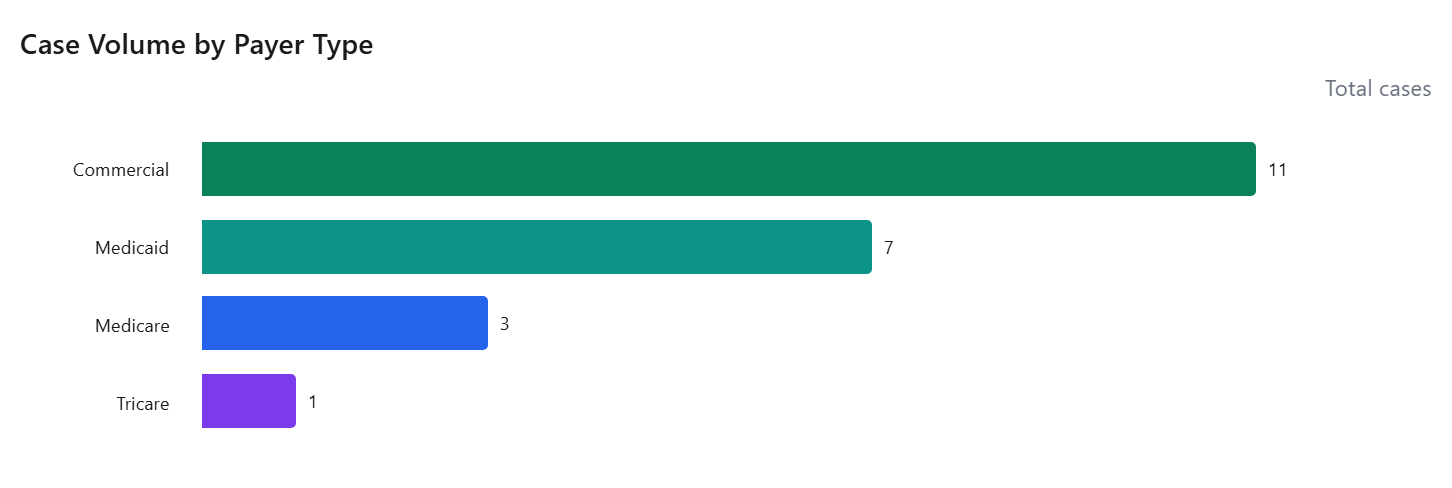 Case Volume by Payer Type
Total cases
Commercial 11
Medicaid 7
Medicare 3
Tricare 1